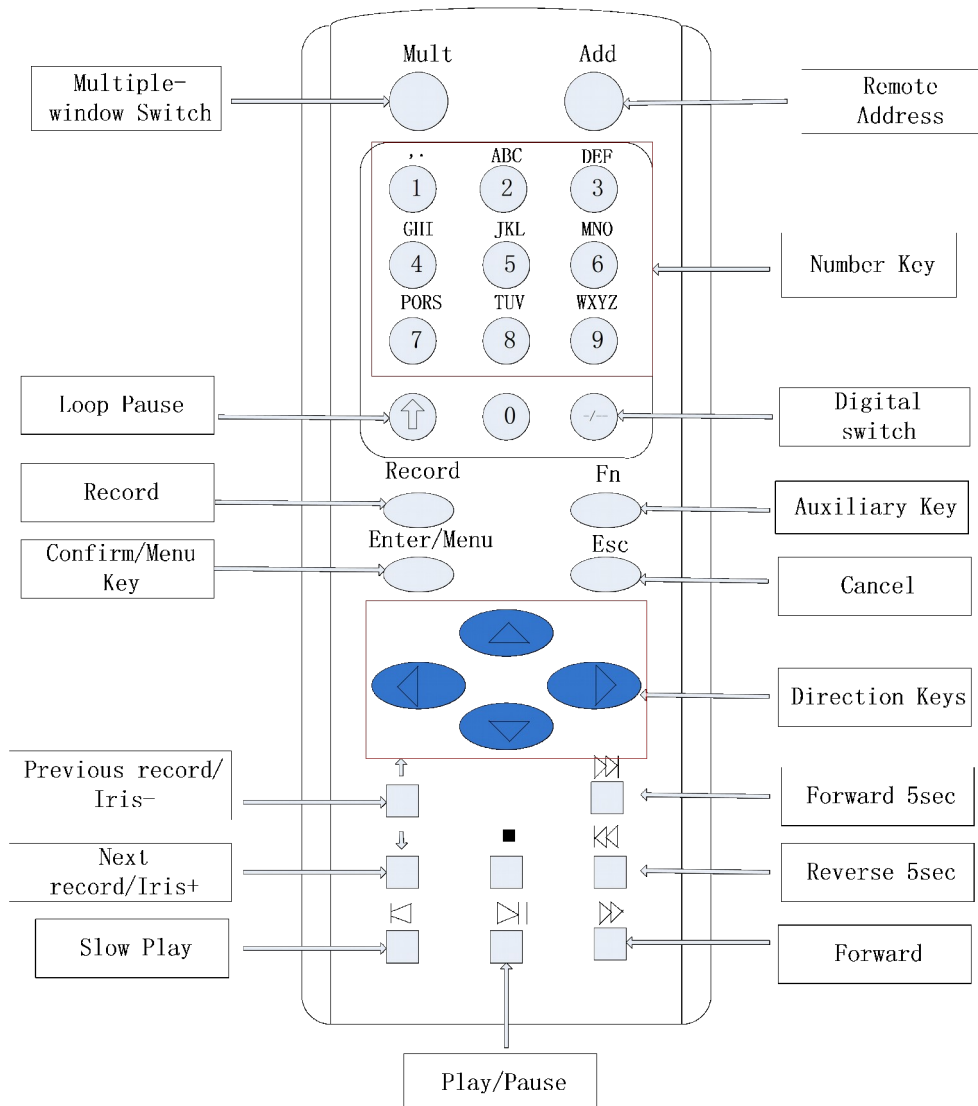 Mult
Add
Multiple-
window Switch
Remote
Address
,.
ABC
DEF
1
2
3
GHI
JKL
MNO
4
5
6
Number Key
PORS
TUV
WXYZ
7
8
9
Loop Pause
0
-/--
Digital
switch
Record
Fn
Record
Auxiliary Key
Enter/Menu
Esc
Confirm/Menu
Key
Cancel
Direction Keys
Previous record/
Iris-
Forward 5sec
Next
record/Iris+
Reverse 5sec
Slow Play
Forward
Play/Pause